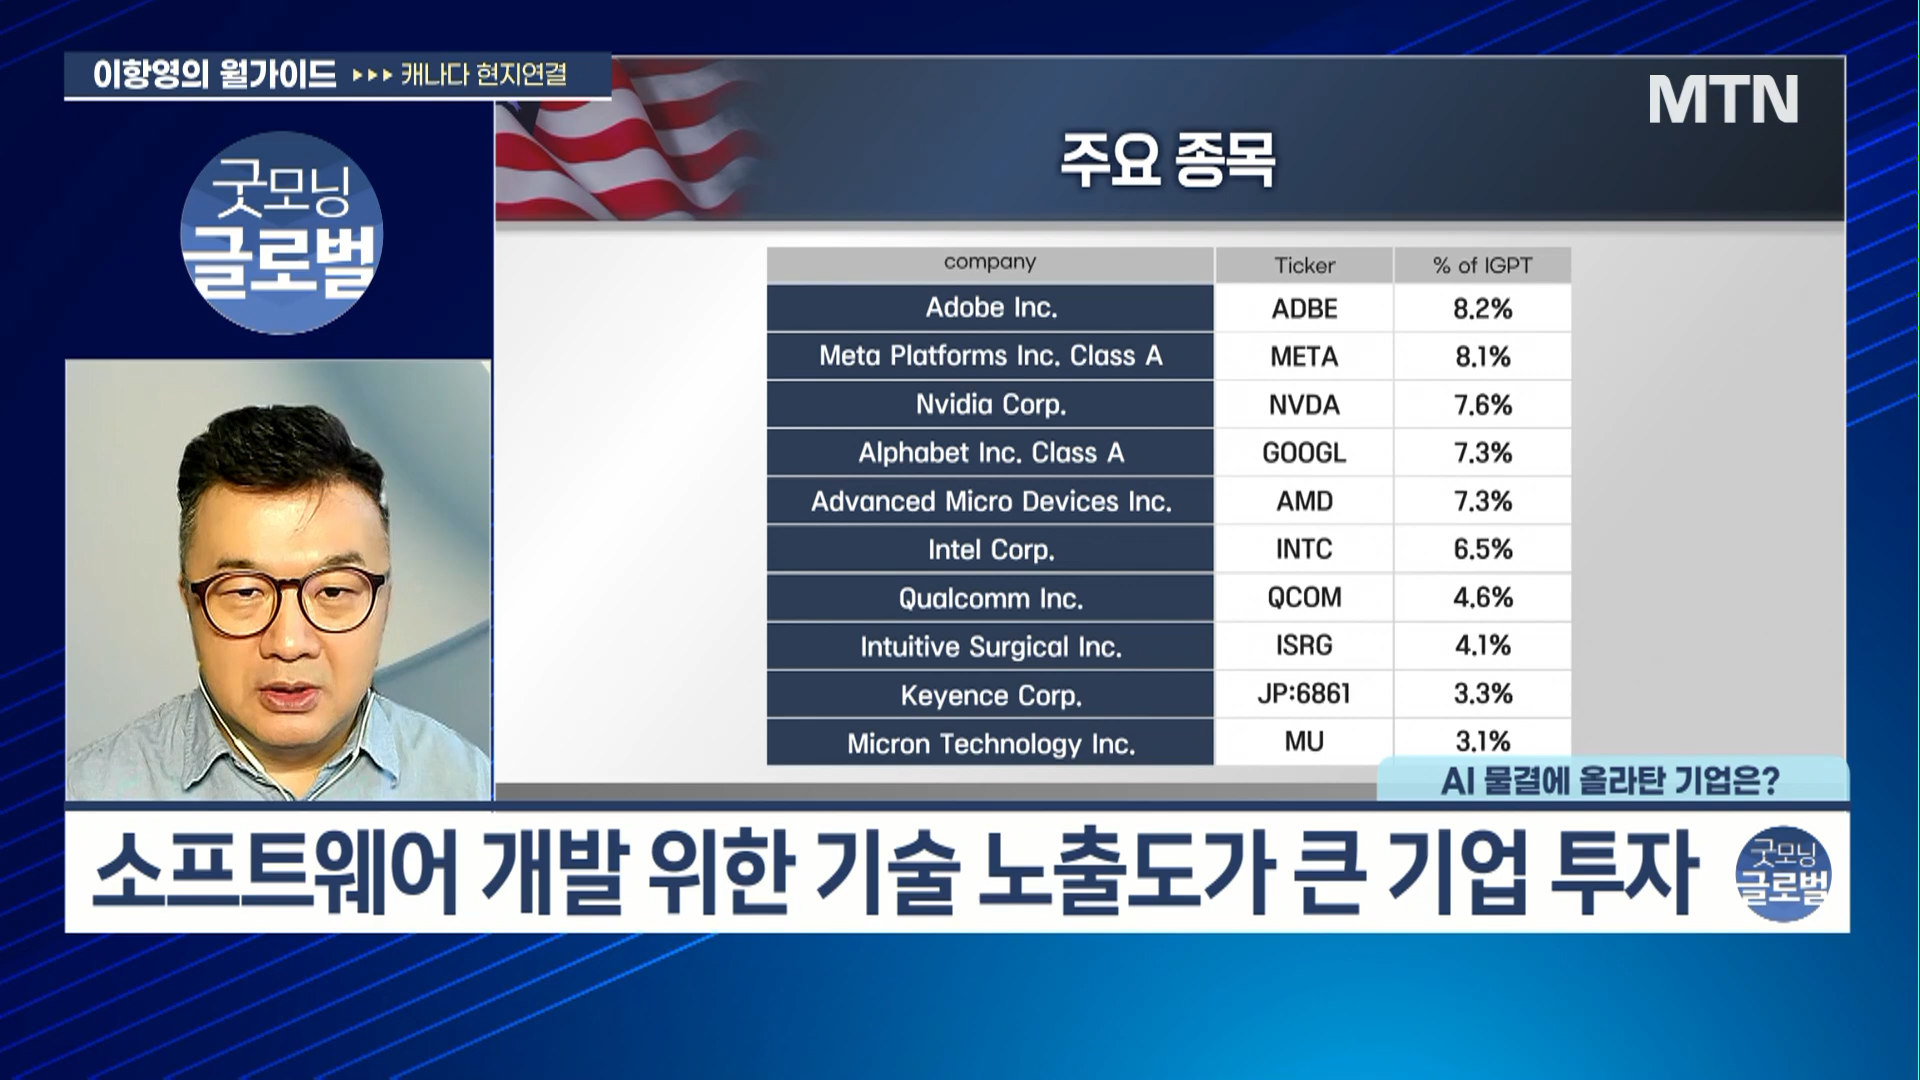 이항영의 월가이드 ▸▸▸ 캐나다 현지연결
MTN
굿모닝
글로벌
주요 종목
company Ticker % of IGPT
Adobe Inc. ADBE 8.2%
Meta Platforms Inc. Class A META 8.1%
Nvidia Corp. NVDA 7.6%
Alphabet Inc. Class A GOOGL 7.3%
Advanced Micro Devices Inc. AMD 7.3%
Intel Corp. INTC 6.5%
Qualcomm Inc. QCOM 4.6%
Intuitive Surgical Inc. ISRG 4.1%
Keyence Corp. JP:6861 3.3%
Micron Technology Inc. MU 3.1%
AI 물결에 올라탄 기업은?
소프트웨어 개발 위한 기술 노출도가 큰 기업 투자
굿모닝
글로벌